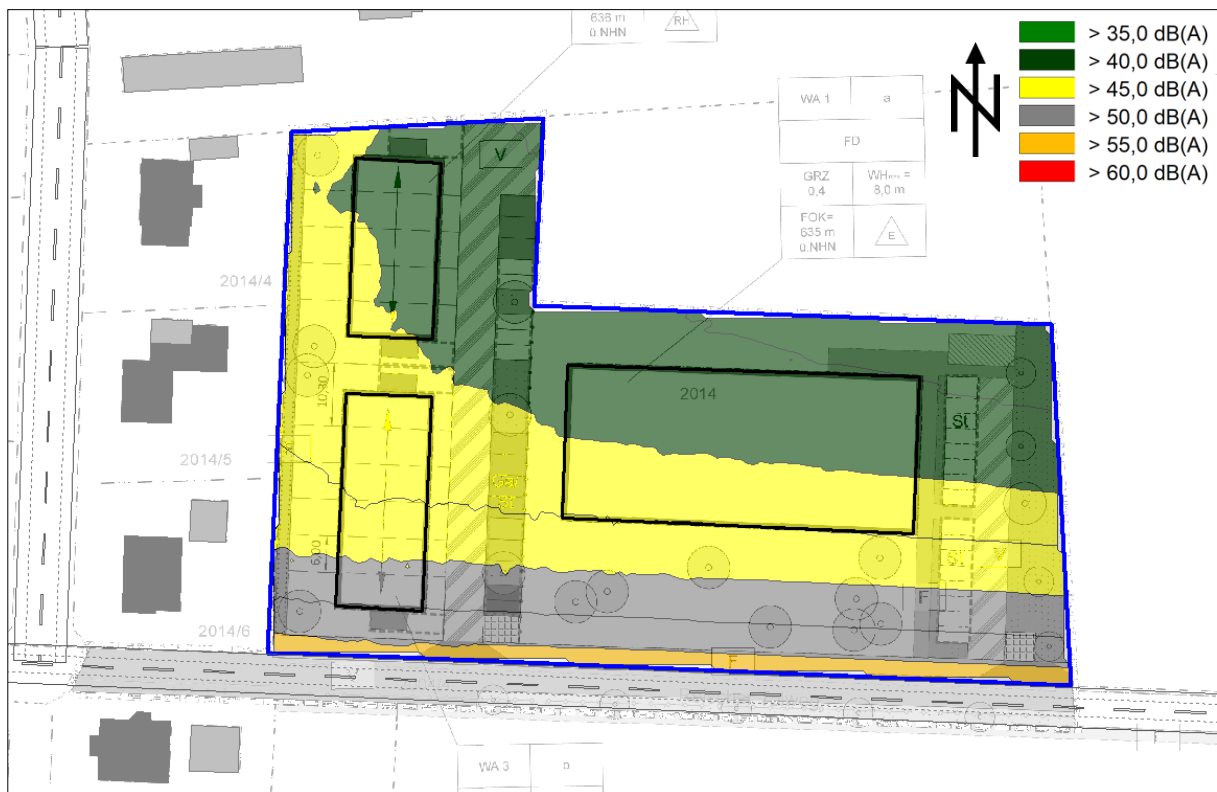 636 m
ü.NHN
RH
> 35,0 dB(A)
> 40,0 dB(A)
> 45,0 dB(A)
> 50,0 dB(A)
> 55,0 dB(A)
> 60,0 dB(A)
N
WA 1
a
FD
GRZ
0,4
WHmax =
8,0 m
FOK=
635 m
ü.NHN
E
V
2014/4
2014
2014/5
St
St
V
F
2014/6
F
WA 3